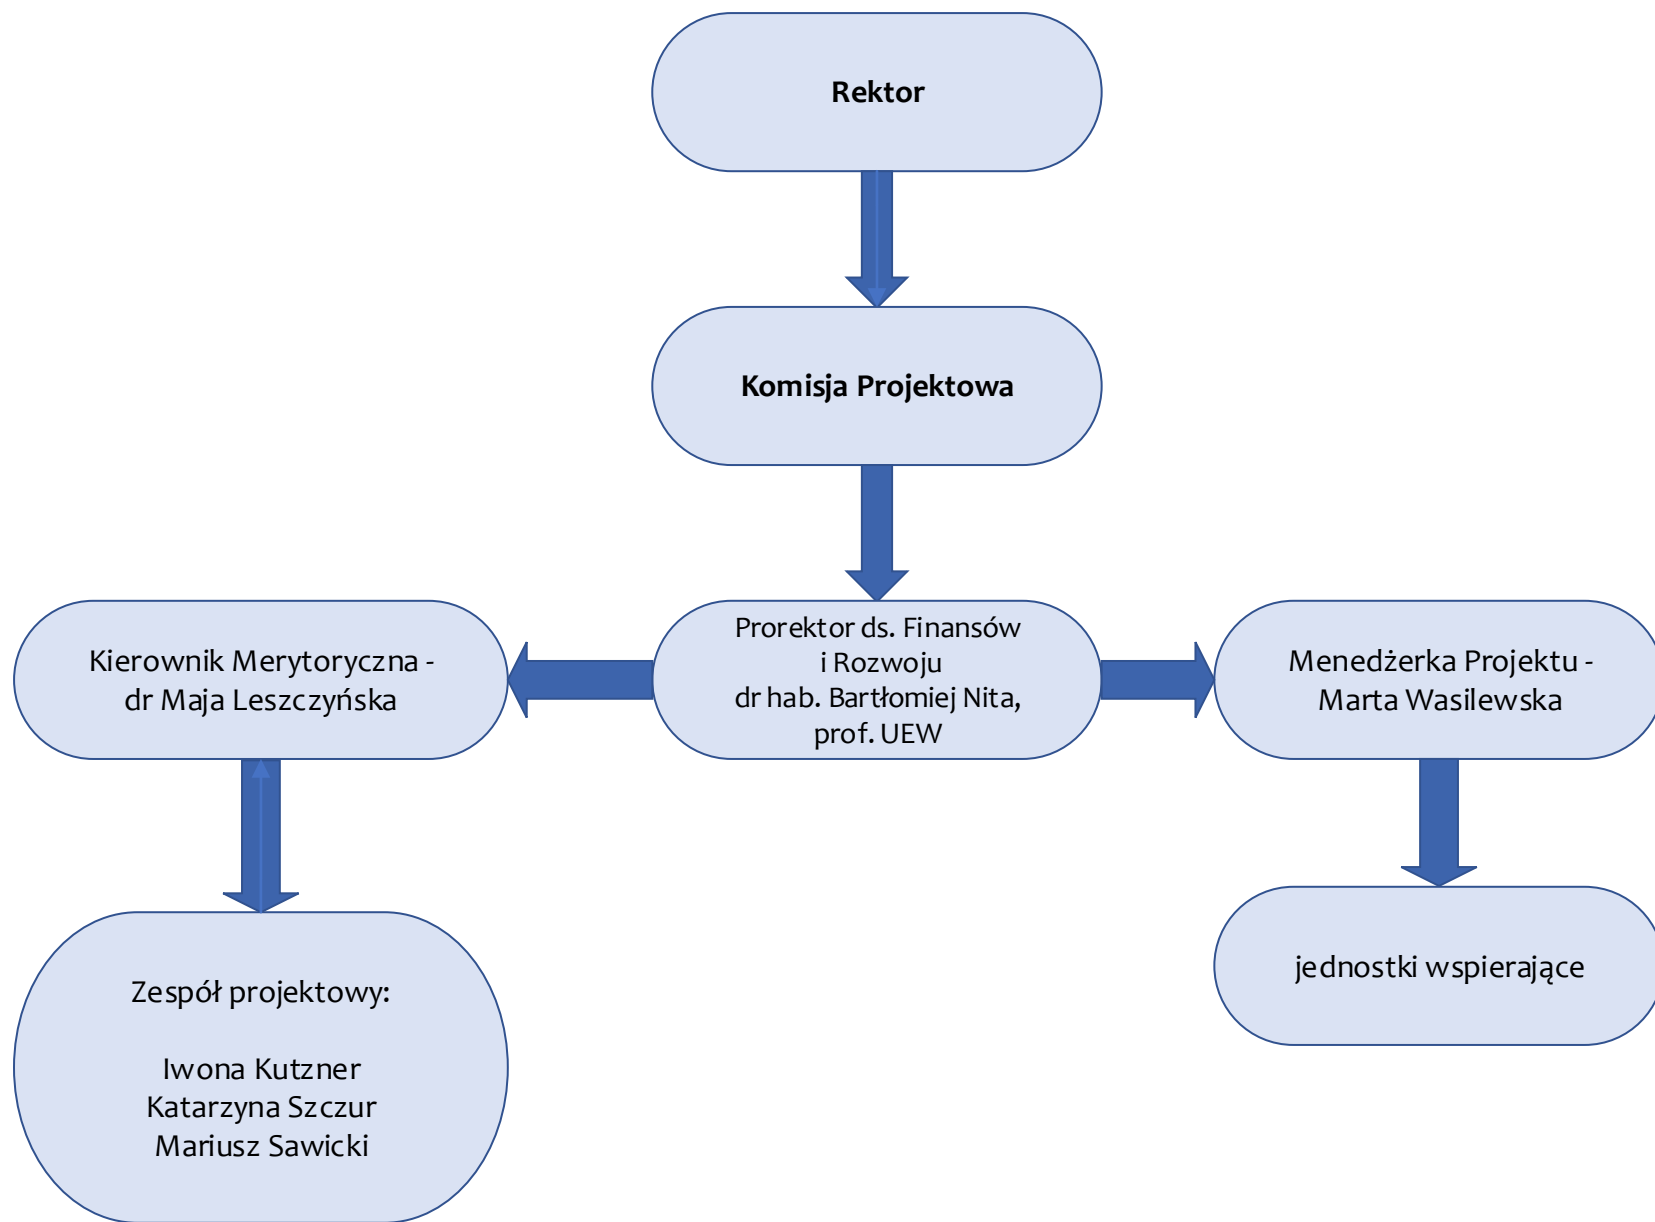 Rektor
Komisja Projektowa
Kierownik Merytoryczna -
dr Maja Leszczyńska
Prorektor ds. Finansów
i Rozwoju
dr hab. Bartłomiej Nita,
prof. UEW
Menedżerka Projektu -
Marta Wasilewska
Zespół projektowy:
Iwona Kutzner
Katarzyna Szczur
Mariusz Sawicki
jednostki wspierające